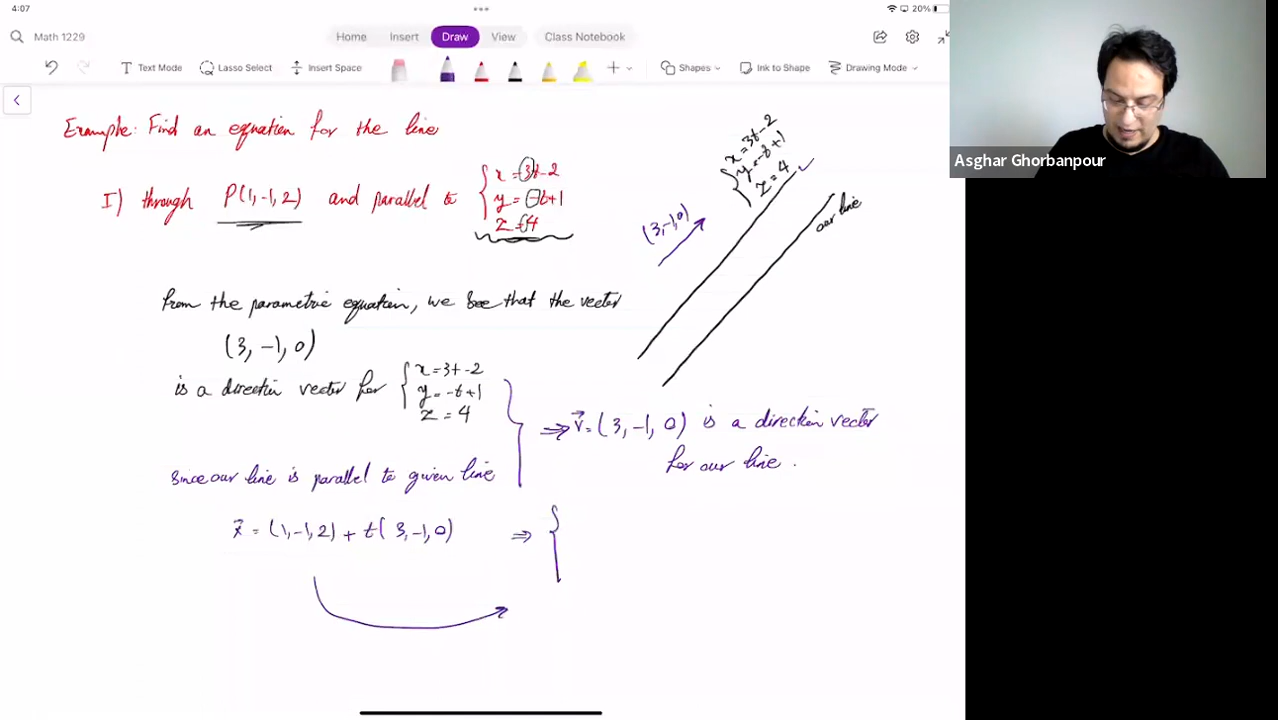 4:07
20%
Math 1229
Home Insert Draw View Class Notebook
Text Mode Lasso Select Insert Space Shapes Ink to Shape Drawing Mode
Asghar Ghorbanpour
Example: Find an equation for the line
I) through P(1,-1,2) and parallel to { x = 3t-2
y = -t+1
z = 4
{ x = 3t-2
y = -t+1
z = 4
(3,-1,0)
our line
from the parametric equation, we see that the vector
(3, -1, 0)
is a direction vector for { x = 3t-2
y = -t+1
z = 4
⇒ v⃗ = (3, -1, 0) is a direction vector
for our line.
since our line is parallel to given line
x⃗ = (1,-1,2) + t(3,-1,0) ⇒ {